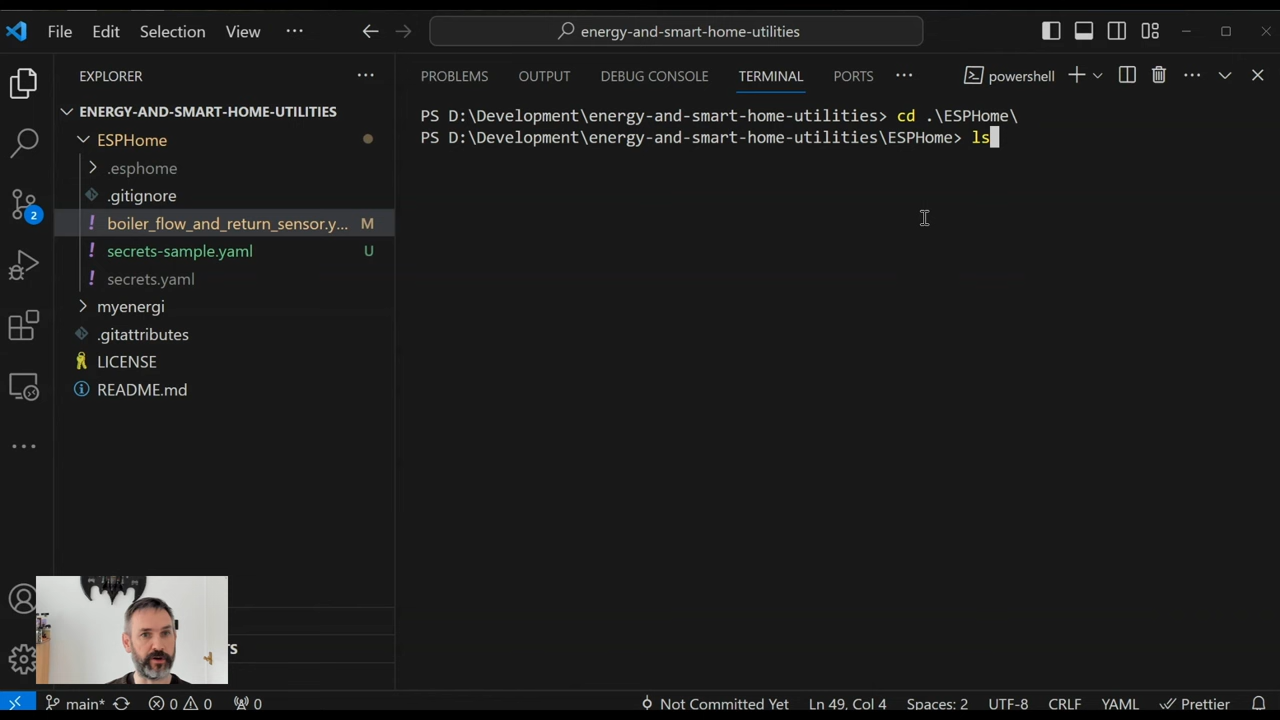 File Edit Selection View ··· energy-and-smart-home-utilities
EXPLORER ···
ENERGY-AND-SMART-HOME-UTILITIES
ESPHome
.esphome
.gitignore
boiler_flow_and_return_sensor.y... M
secrets-sample.yaml U
secrets.yaml
myenergi
.gitattributes
LICENSE
README.md
2
PROBLEMS OUTPUT DEBUG CONSOLE TERMINAL PORTS ··· powershell
PS D:\Development\energy-and-smart-home-utilities> cd .\ESPHome\
PS D:\Development\energy-and-smart-home-utilities\ESPHome> ls
main* 0 0 0 Not Committed Yet Ln 49, Col 4 Spaces: 2 UTF-8 CRLF YAML Prettier